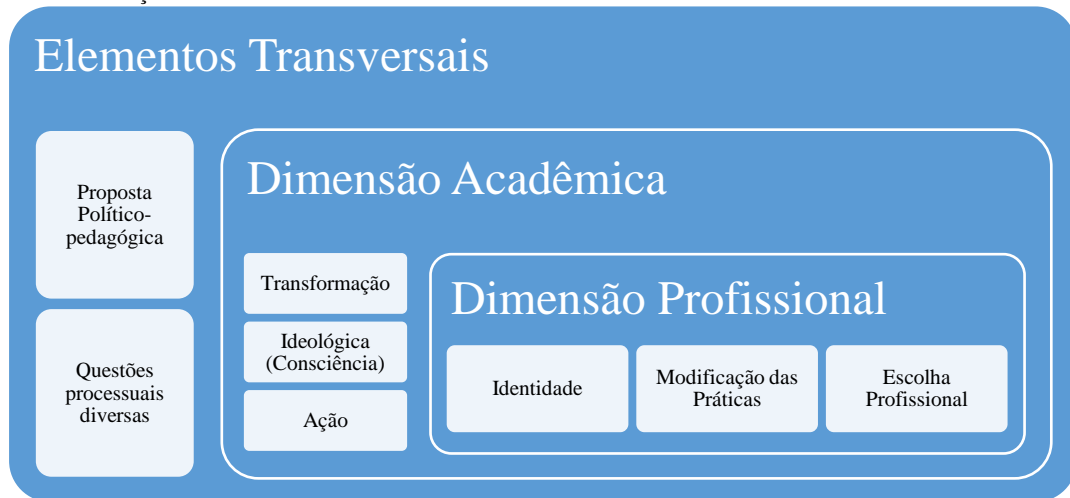 Elementos Transversais
Proposta
Político-
pedagógica
Questões
processuais
diversas
Dimensão Acadêmica
Transformação
Ideológica
(Consciência)
Ação
Dimensão Profissional
Identidade
Modificação das
Práticas
Escolha
Profissional